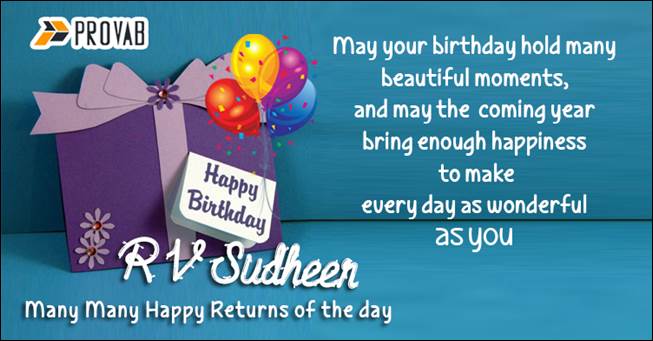 PROVAB
May your birthday hold many
beautiful moments,
and may the coming year
bring enough happiness
to make
every day as wonderful
as you
Happy
Birthday
R V Sudheer
Many Many Happy Returns of the day